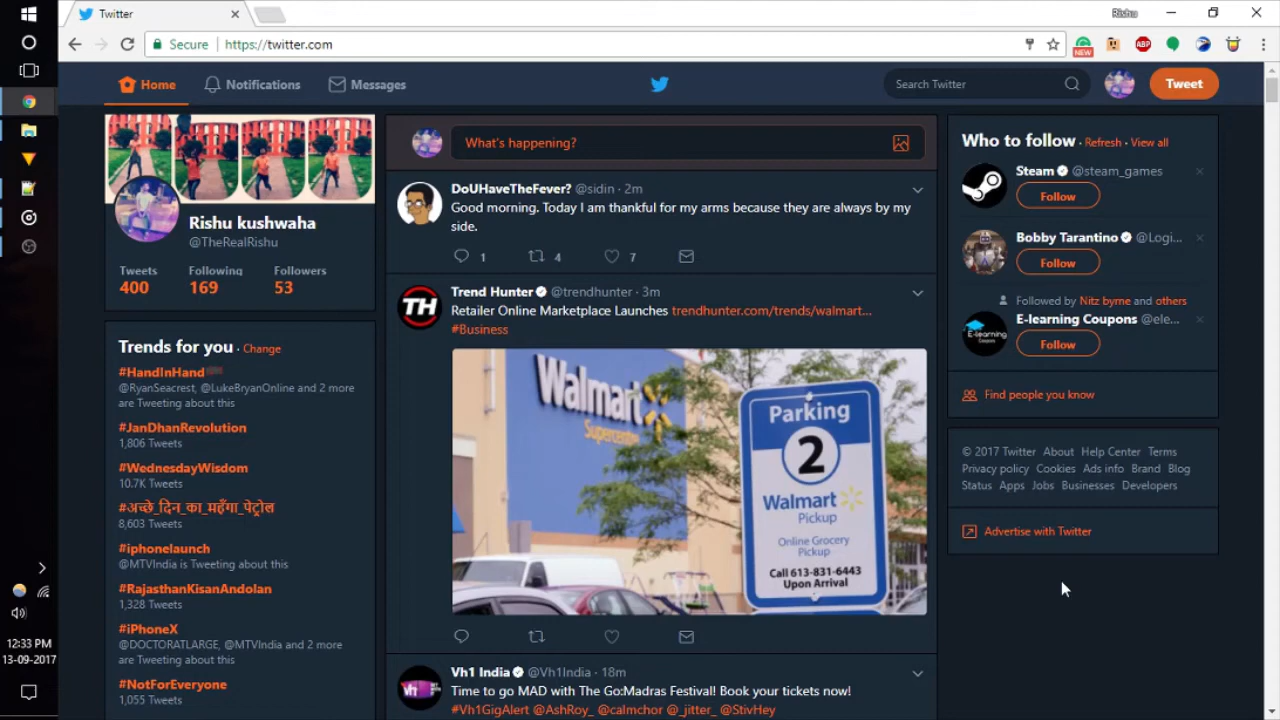 Twitter
Rishu
Secure https://twitter.com
ABP
NEW
Home Notifications Messages
Search Twitter
Tweet
Rishu kushwaha
@TheRealRishu
Tweets Following Followers
400 169 53
Trends for you · Change
#HandInHand
@RyanSeacrest, @LukeBryanOnline and 2 more
are Tweeting about this
#JanDhanRevolution
1,806 Tweets
#WednesdayWisdom
10.7K Tweets
#अच्छे_दिन_का_महँगा_पेट्रोल
8,603 Tweets
#iphonelaunch
@MTVIndia is Tweeting about this
#RajasthanKisanAndolan
1,328 Tweets
#iPhoneX
@DOCTORATLARGE, @MTVIndia and 2 more
are Tweeting about this
#NotForEveryone
1,055 Tweets
What's happening?
DoUHaveTheFever? @sidin · 2m
Good morning. Today I am thankful for my arms because they are always by my
side.
1 4 7
TH
Trend Hunter @trendhunter · 3m
Retailer Online Marketplace Launches trendhunter.com/trends/walmart...
#Business
Walmart
Supercentre
Parking
2
Walmart
Pickup
Online Grocery
Pickup
Call 613-831-6443
Upon Arrival
Vh1 India @Vh1India · 18m
Time to go MAD with The Go:Madras Festival! Book your tickets now!
#Vh1GigAlert @AshRoy_ @calmchor @_jitter_ @StivHey
Who to follow · Refresh · View all
Steam @steam_games
Follow
Bobby Tarantino @Logi...
Follow
Followed by Nitz byrne and others
E-learning Coupons @ele...
E-learning
Coupons
Follow
Find people you know
© 2017 Twitter About Help Center Terms
Privacy policy Cookies Ads info Brand Blog
Status Apps Jobs Businesses Developers
Advertise with Twitter
12:33 PM
13-09-2017